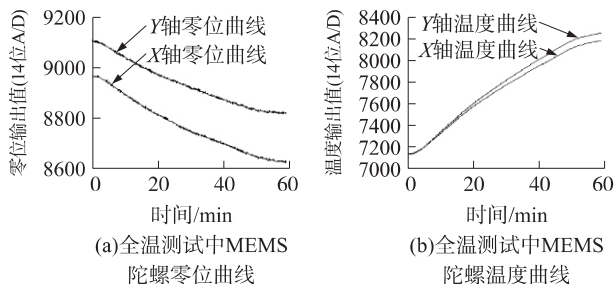 9200
9000
8800
8600
零位输出值(14位A/D)
Y轴零位曲线
X轴零位曲线
0
20
40
60
时间/min
(a)全温测试中MEMS
陀螺零位曲线
8400
8200
8000
7800
7600
7400
7200
7000
温度输出值(14位A/D)
Y轴温度曲线
X轴温度曲线
0
20
40
60
时间/min
(b)全温测试中MEMS
陀螺温度曲线